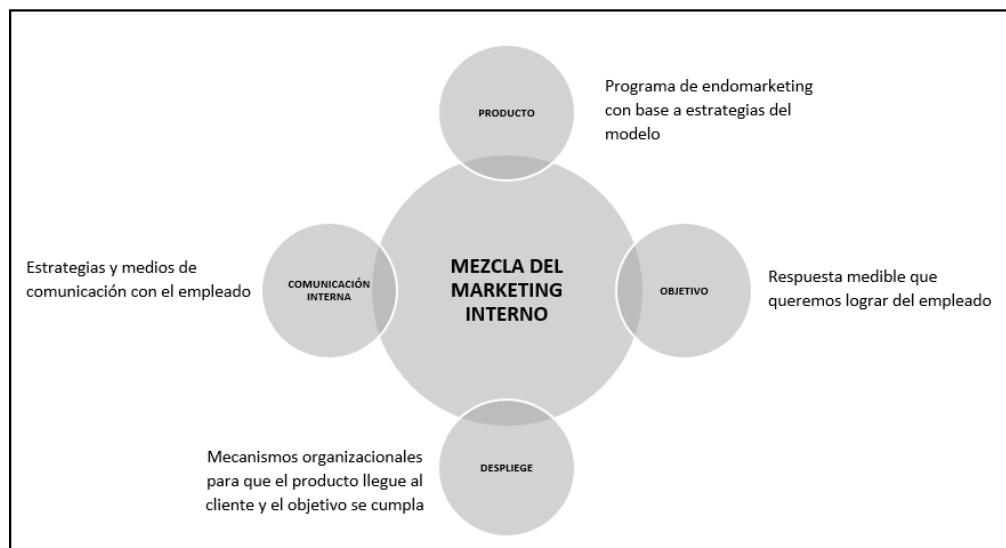 PRODUCTO
Programa de endomarketing
con base a estrategias del
modelo
Estrategias y medios de
comunicación con el empleado
COMUNICACIÓN
INTERNA
MEZCLA DEL
MARKETING
INTERNO
OBJETIVO
Respuesta medible que
queremos lograr del empleado
Mecanismos organizacionales
para que el producto llegue al
cliente y el objetivo se cumpla
DESPLIEGE